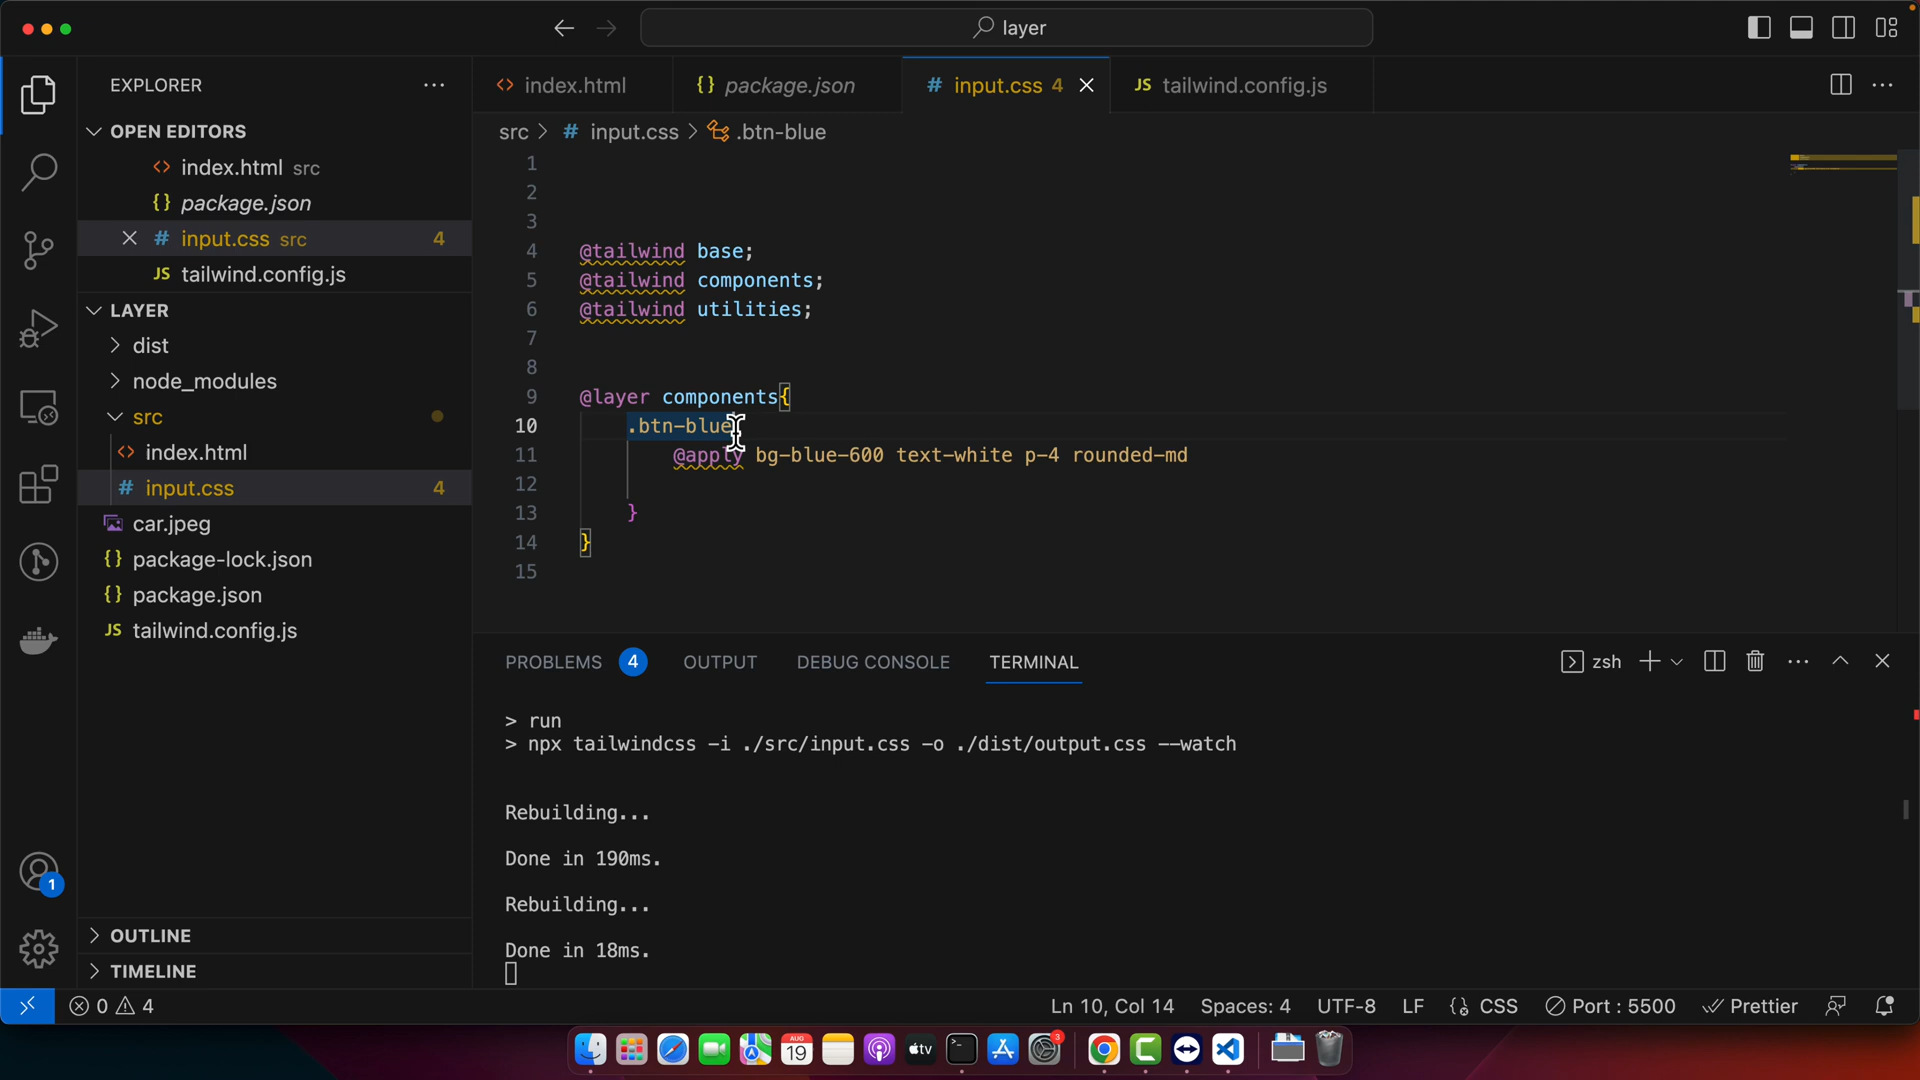 layer
EXPLORER
OPEN EDITORS
index.html src
package.json
input.css src 4
tailwind.config.js
LAYER
dist
node_modules
src
index.html
input.css 4
car.jpeg
package-lock.json
package.json
tailwind.config.js
OUTLINE
TIMELINE
1
index.html
package.json
input.css 4
tailwind.config.js
src > input.css > .btn-blue
1
2
3
4 @tailwind base;
5 @tailwind components;
6 @tailwind utilities;
7
8
9 @layer components{
10 .btn-blue
11 @apply bg-blue-600 text-white p-4 rounded-md
12
13 }
14 }
15
PROBLEMS 4 OUTPUT DEBUG CONSOLE TERMINAL
zsh
> run
> npx tailwindcss -i ./src/input.css -o ./dist/output.css --watch
Rebuilding...
Done in 190ms.
Rebuilding...
Done in 18ms.
0 4
Ln 10, Col 14 Spaces: 4 UTF-8 LF {} CSS Port : 5500 Prettier
AUG
19
tv
3